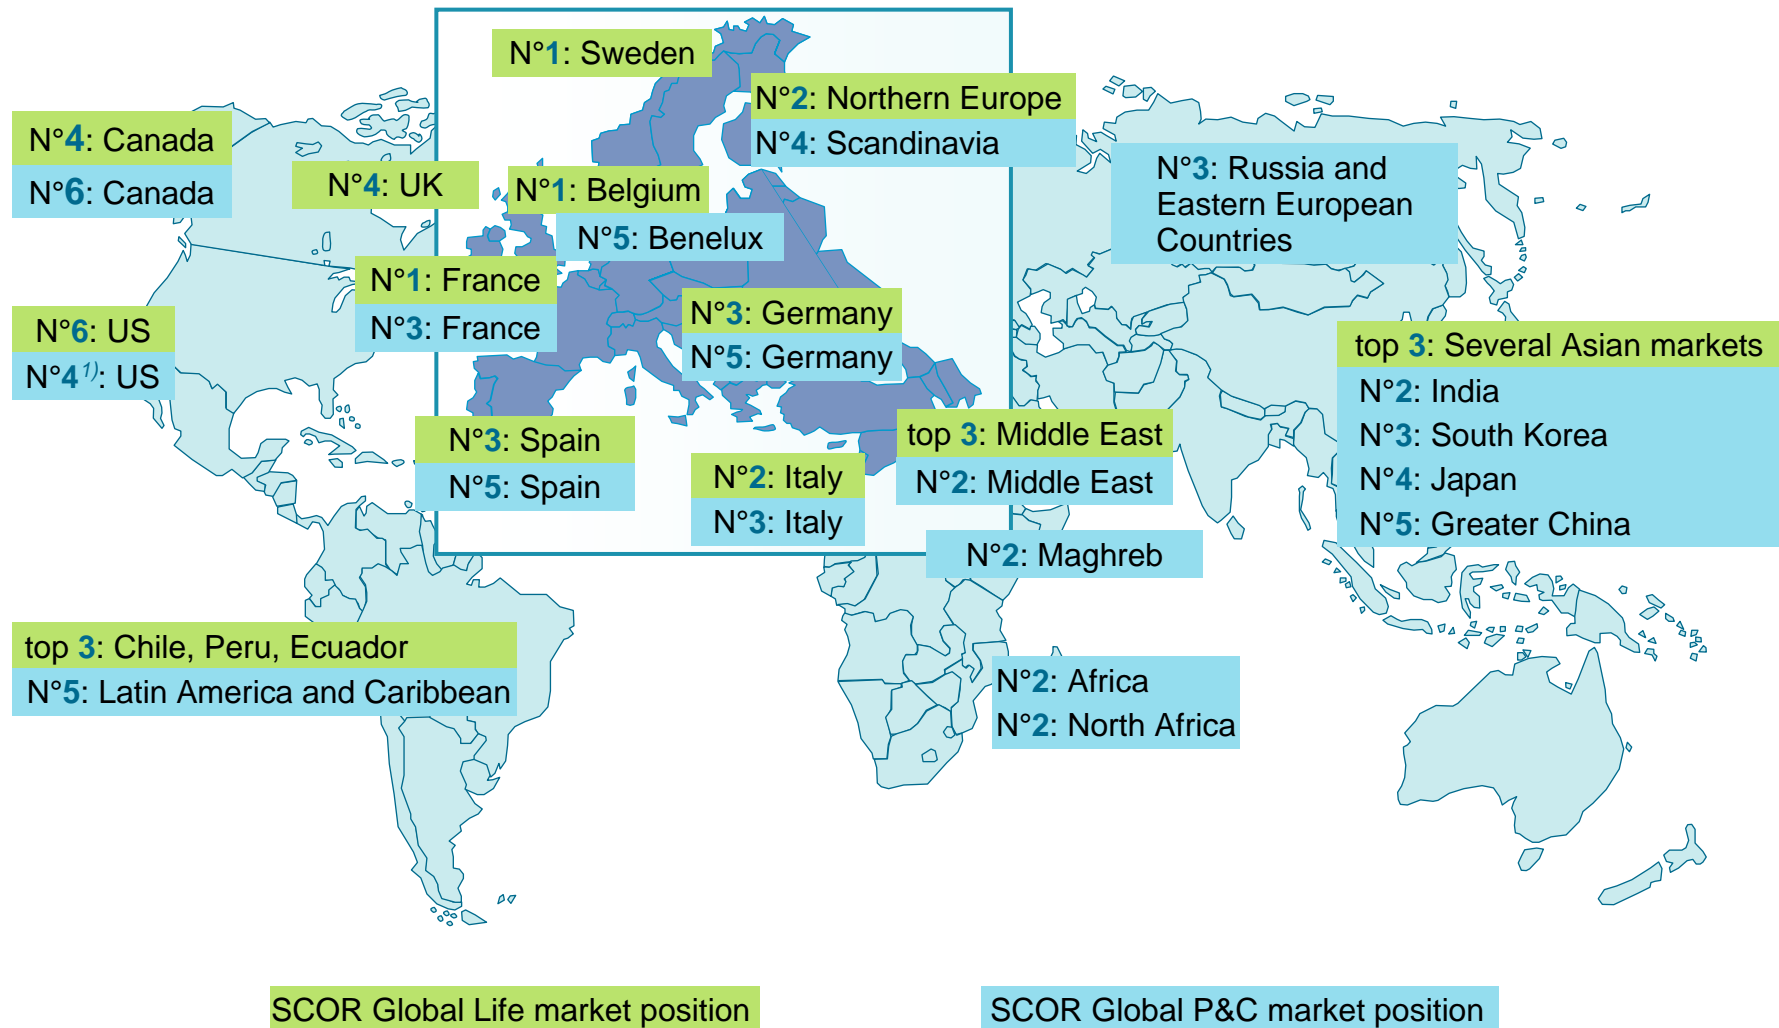 N°1: Sweden
N°2: Northern Europe
N°4: Scandinavia
N°4: Canada
N°6: Canada
N°4: UK
N°1: Belgium
N°5: Benelux
N°3: Russia and
Eastern European
Countries
N°1: France
N°3: France
N°3: Germany
N°5: Germany
N°6: US
N°4 1): US
top 3: Several Asian markets
N°2: India
N°3: South Korea
N°4: Japan
N°5: Greater China
N°3: Spain
N°5: Spain
top 3: Middle East
N°2: Middle East
N°2: Italy
N°3: Italy
N°2: Maghreb
top 3: Chile, Peru, Ecuador
N°5: Latin America and Caribbean
N°2: Africa
N°2: North Africa
SCOR Global Life market position
SCOR Global P&C market position